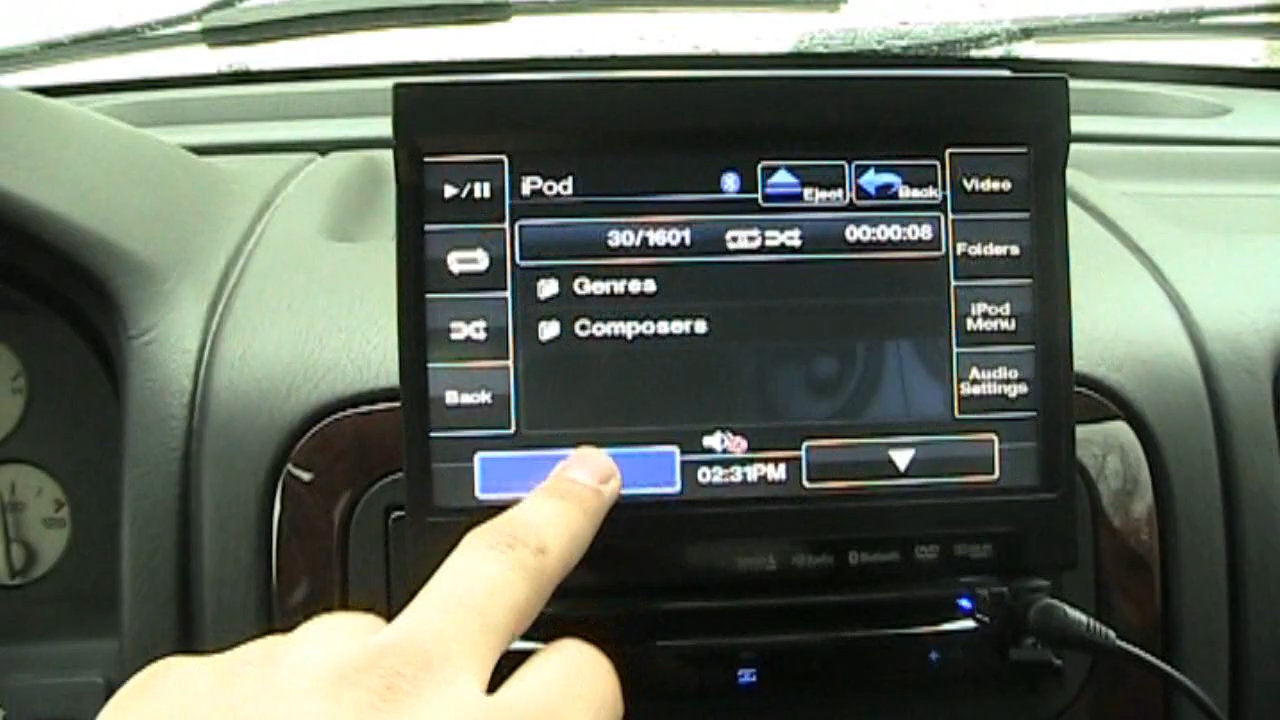 iPod
Eject
Back
Video
30/1601
00:00:08
Folders
Genres
Composers
iPod
Menu
Audio
Settings
Back
02:31PM
Bluetooth